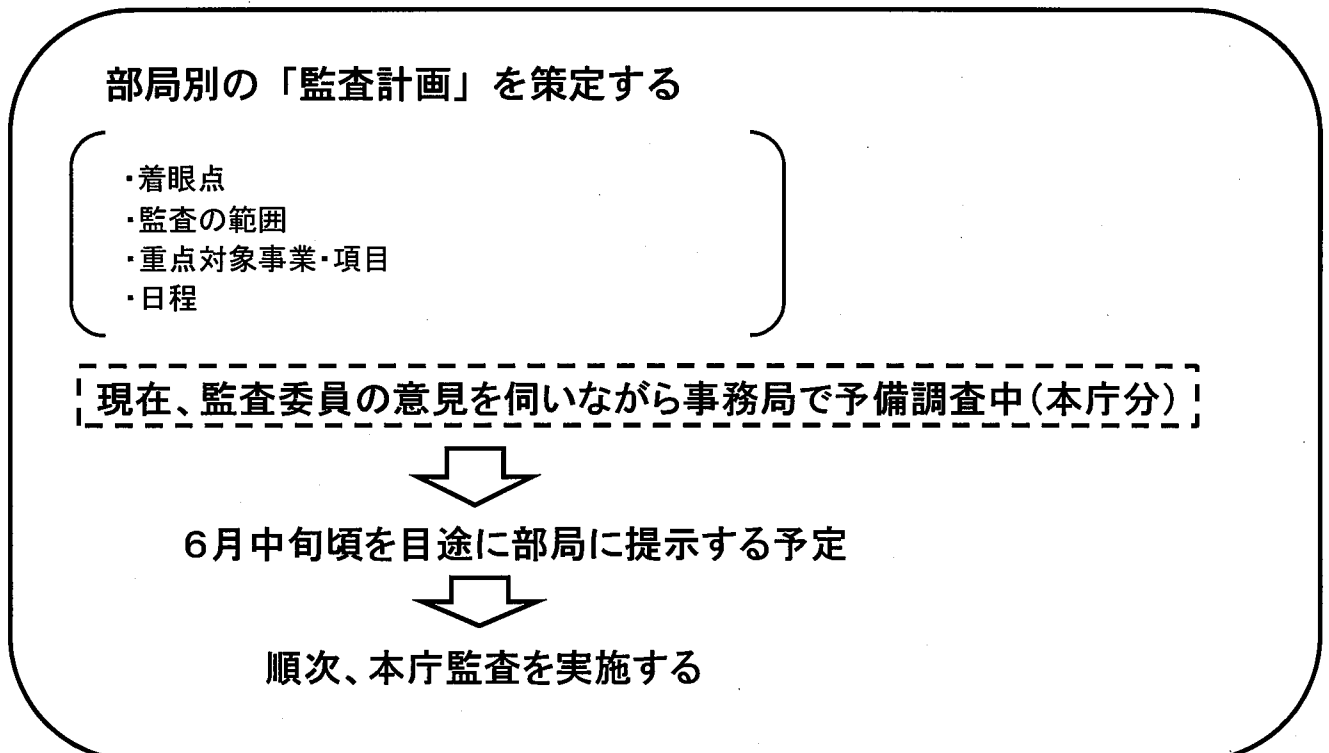 部局別の「監査計画」を策定する
・着眼点
・監査の範囲
・重点対象事業・項目
・日程
現在、監査委員の意見を伺いながら事務局で予備調査中（本庁分）
６月中旬頃を目途に部局に提示する予定
順次、本庁監査を実施する